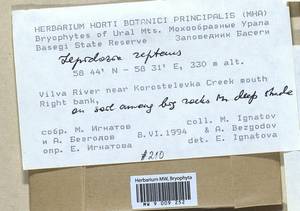 HERBARIUM HORTI BOTANICI PRINCIPALIS (MHA)
Bryophytes of Ural Mts. Мохообразные Урала
Basegi State Reserve Заповедник Басеги
Lepidozia reptans
58 44' N - 58 31' E, 330 m alt.
Vilva River near Korostelevka Creek mouth
Right bank,
on soil among big rocks in deep shade
собр. М. Игнатов
и А. Безгодов
опр. Е. Игнатова
8.VI.1994
coll. M. Ignatov
& A. Bezgodov
det. E. Ignatova
#210
Herbarium MW, Bryophyta
MW 9 009 252